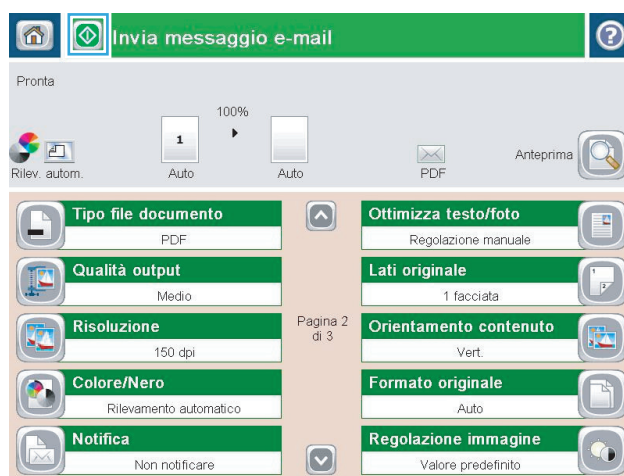 Invia messaggio e-mail
?
Pronta
100%
1
Rilev. autom.
Auto
Auto
PDF
Anteprima
Tipo file documento
PDF
Ottimizza testo/foto
Regolazione manuale
Qualità output
Medio
Lati originale
1 facciata
1
2
Risoluzione
150 dpi
Pagina 2
di 3
Orientamento contenuto
Vert.
Colore/Nero
Rilevamento automatico
Formato originale
Auto
Notifica
Non notificare
Regolazione immagine
Valore predefinito